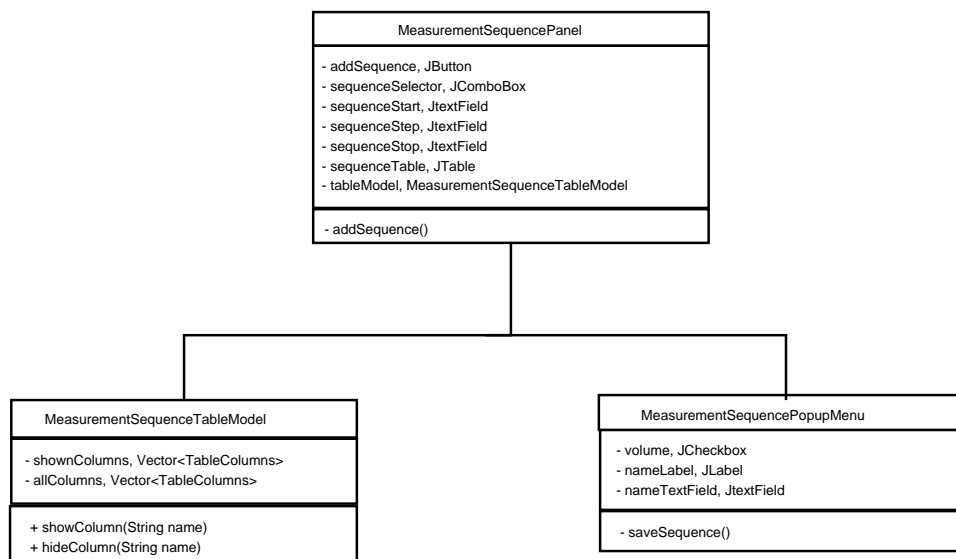 MeasurementSequencePanel
- addSequence, JButton
- sequenceSelector, JComboBox
- sequenceStart, JtextField
- sequenceStep, JtextField
- sequenceStop, JtextField
- sequenceTable, JTable
- tableModel, MeasurementSequenceTableModel
- addSequence()
MeasurementSequenceTableModel
- shownColumns, Vector<TableColumns>
- allColumns, Vector<TableColumns>
+ showColumn(String name)
+ hideColumn(String name)
MeasurementSequencePopupMenu
- volume, JCheckbox
- nameLabel, JLabel
- nameTextField, JtextField
- saveSequence()